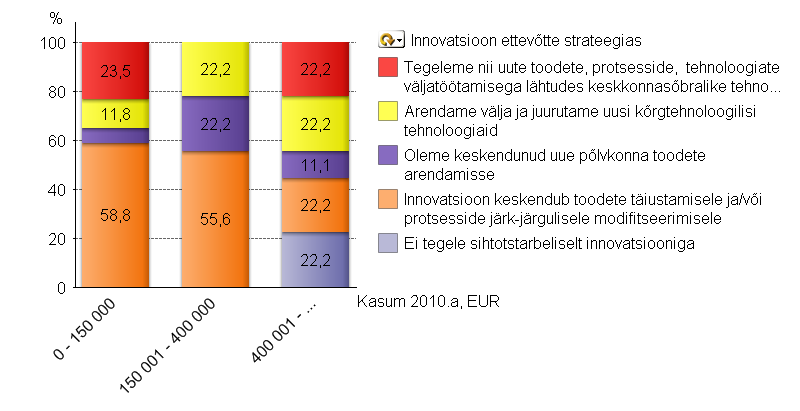 %
100
80
60
40
20
0
23,5
11,8
58,8
22,2
22,2
55,6
22,2
22,2
11,1
22,2
22,2
0 - 150 000
150 001 - 400 000
400 001 - ...
Kasum 2010.a, EUR
Innovatsioon ettevõtte strateegias
Tegeleme nii uute toodete, protsesside, tehnoloogiate
väljatöötamisega lähtudes keskkonnasõbralike tehno...
Arendame välja ja juurutame uusi kõrgtehnoloogilisi
tehnoloogiaid
Oleme keskendunud uue põlvkonna toodete
arendamisse
Innovatsioon keskendub toodete täiustamisele ja/või
protsesside järk-järgulisele modifitseerimisele
Ei tegele sihtotstarbeliselt innovatsiooniga